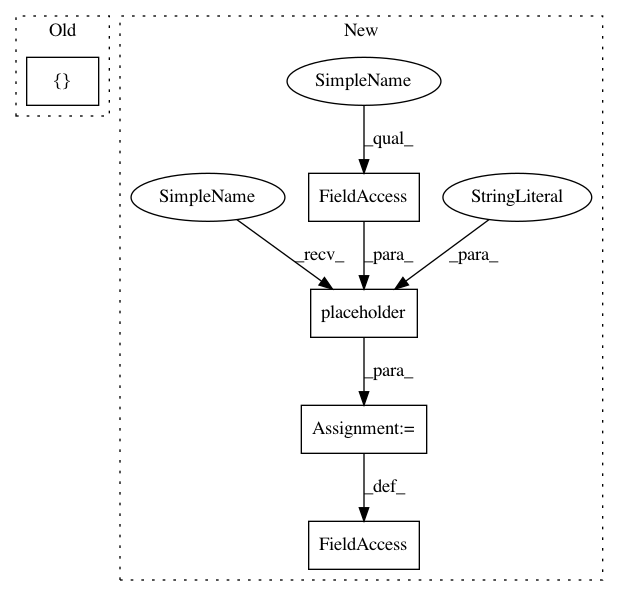 Old
New
{}
SimpleName
_qual_
SimpleName
FieldAccess
StringLiteral
_recv_
_para_
_para_
placeholder
_para_
Assignment:=
_def_
FieldAccess